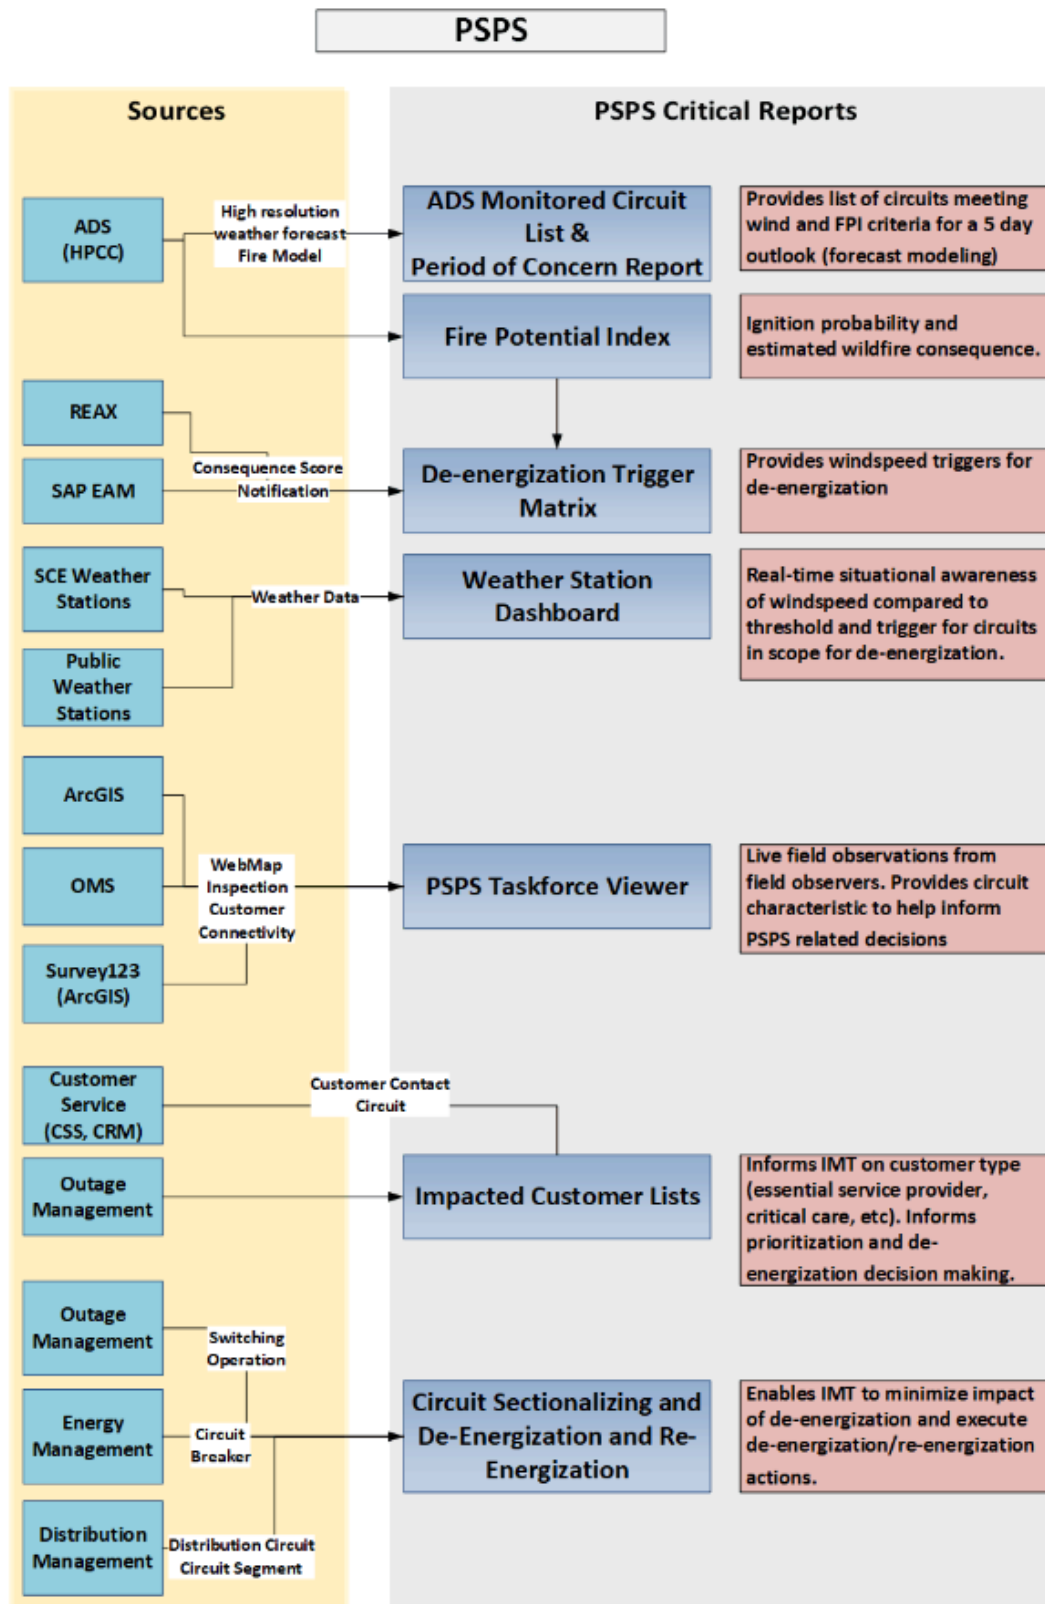 PSPS
Sources
PSPS Critical Reports
ADS
(HPCC)
High resolution
weather forecast
Fire Model
ADS Monitored Circuit
List &
Period of Concern Report
Provides list of circuits meeting
wind and FPI criteria for a 5 day
outlook (forecast modeling)
Fire Potential Index
Ignition probability and
estimated wildfire consequence.
REAX
SAP EAM
Consequence Score
Notification
De-energization Trigger
Matrix
Provides windspeed triggers for
de-energization
SCE Weather
Stations
Public
Weather
Stations
Weather Data
Weather Station
Dashboard
Real-time situational awareness
of windspeed compared to
threshold and trigger for circuits
in scope for de-energization.
ArcGIS
OMS
Survey123
(ArcGIS)
WebMap
Inspection
Customer
Connectivity
PSPS Taskforce Viewer
Live field observations from
field observers. Provides circuit
characteristic to help inform
PSPS related decisions
Customer
Service
(CSS, CRM)
Customer Contact
Circuit
Outage
Management
Impacted Customer Lists
Informs IMT on customer type
(essential service provider,
critical care, etc). Informs
prioritization and de-
energization decision making.
Outage
Management
Switching
Operation
Energy
Management
Circuit
Breaker
Distribution
Management
Distribution Circuit
Circuit Segment
Circuit Sectionalizing and
De-Energization and Re-
Energization
Enables IMT to minimize impact
of de-energization and execute
de-energization/re-energization
actions.